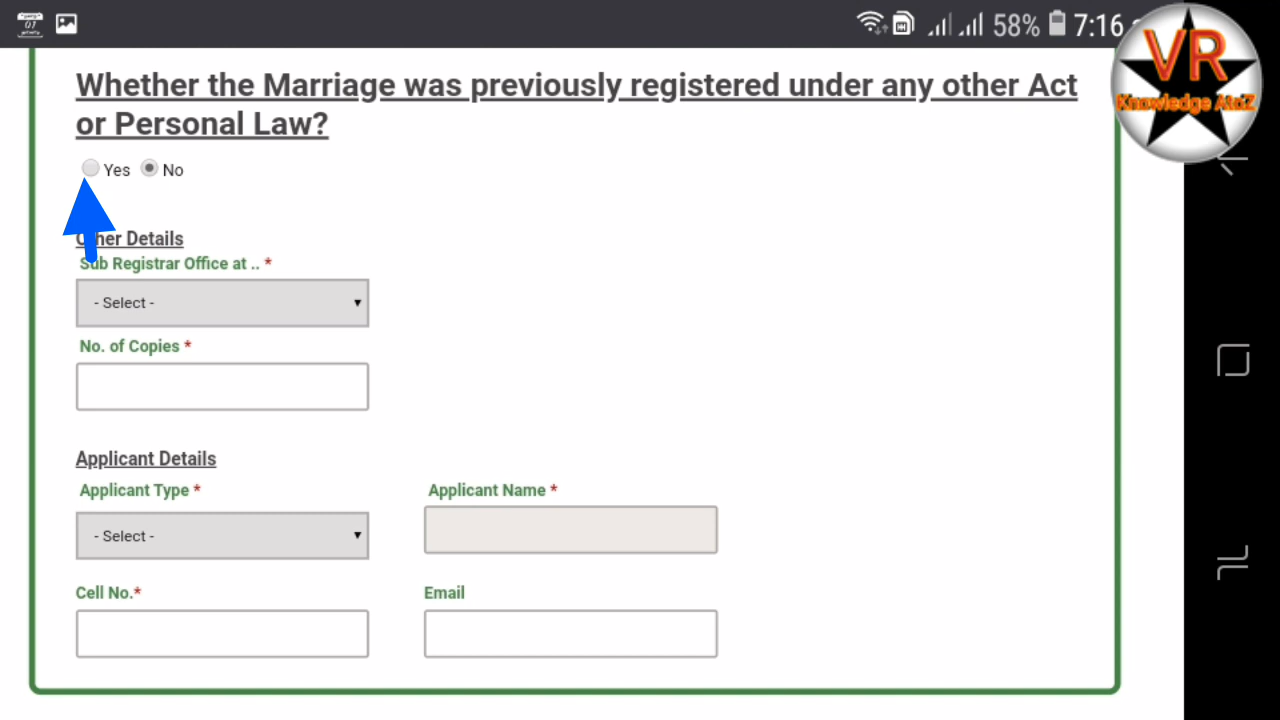 58% 7:16
VR
Knowledge AtoZ
Whether the Marriage was previously registered under any other Act
or Personal Law?
Yes No
Other Details
Sub Registrar Office at .. *
- Select -
No. of Copies *
Applicant Details
Applicant Type * Applicant Name *
- Select -
Cell No.* Email